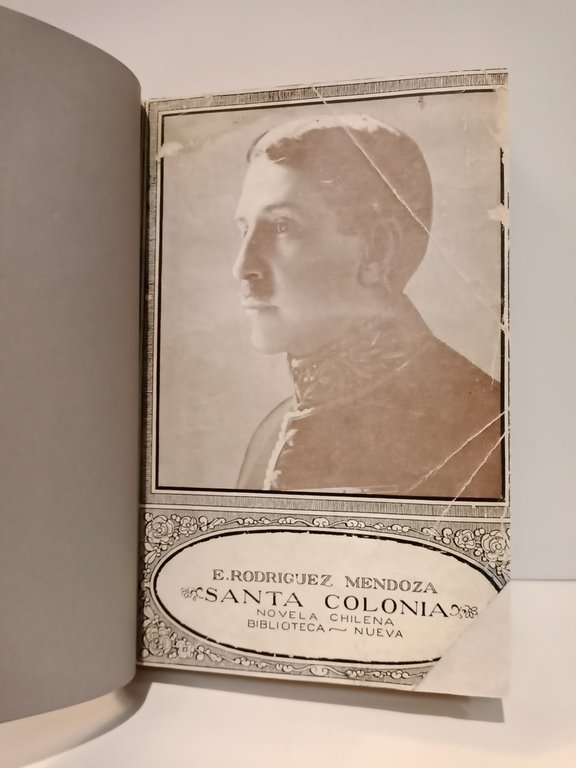 E. RODRIGUEZ MENDOZA
SANTA COLONIA
NOVELA CHILENA
BIBLIOTECA ~ NUEVA